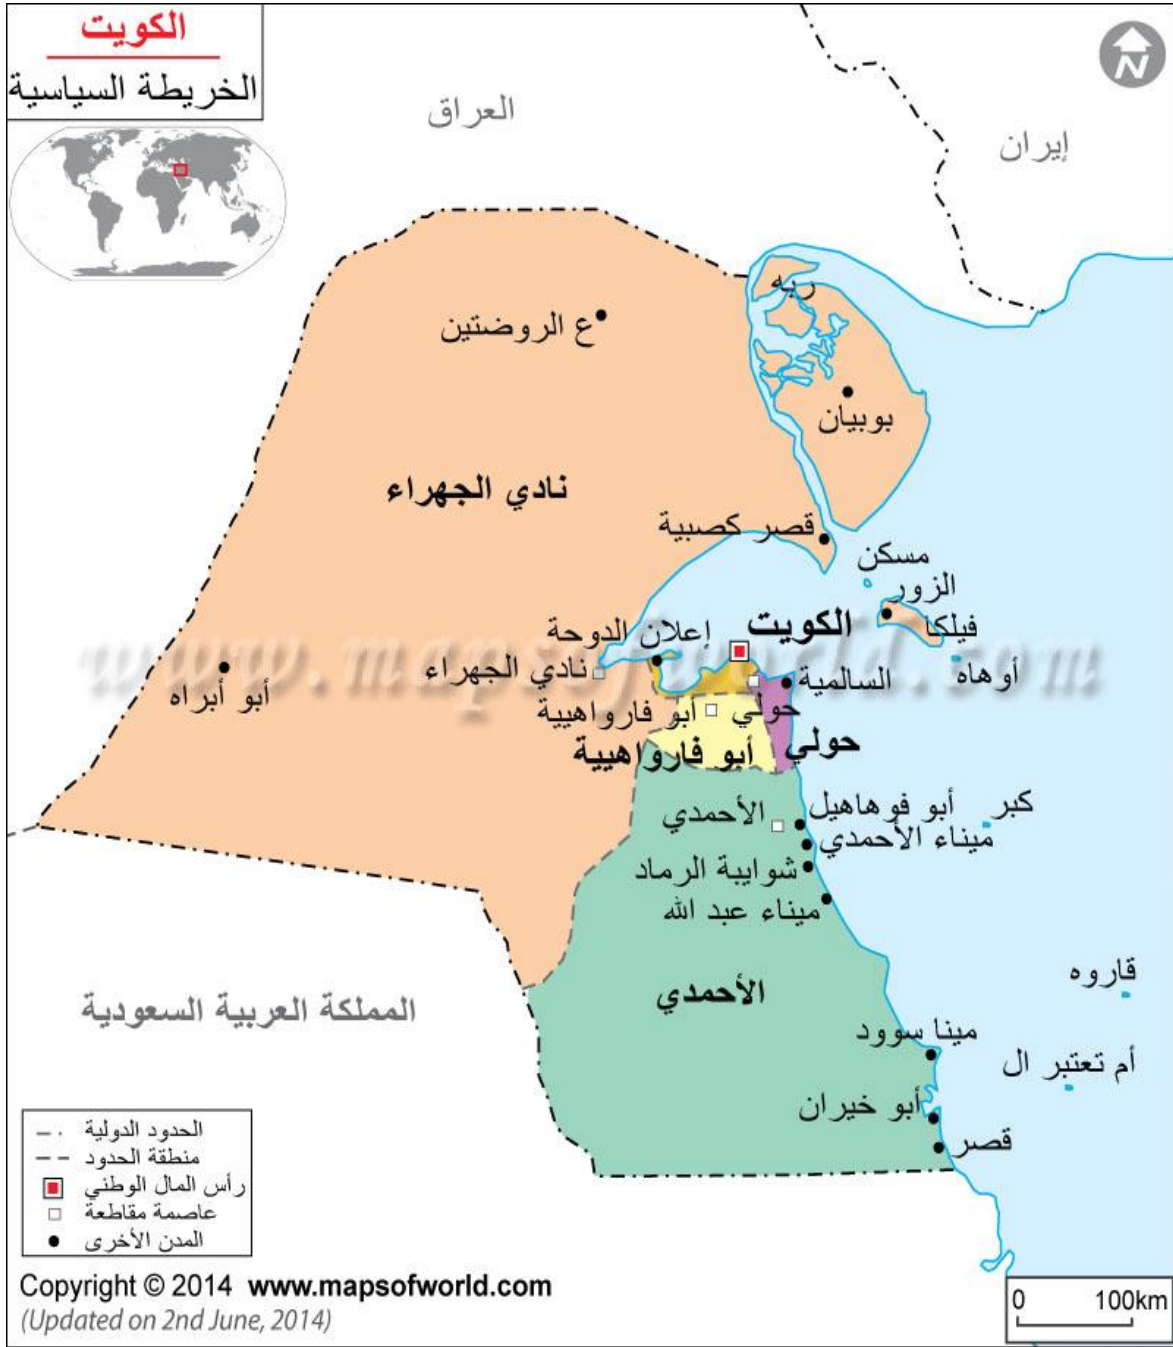 الكويت
الخريطة السياسية
N
العراق
إيران
ربه
ع الروضتين
بوبيان
نادي الجهراء
قصر كصبية
مسكن
الزور
فيلكا
الكويت
إعلان الدوحة
www.mapsofworld.com
نادي الجهراء
السالمية
أوهاه
أبو أبراه
أبو فارواهيية
حولي
أبو فارواهيية
حولي
كبر
أبو فوهاهيل
الأحمدي
ميناء الأحمدي
شوايبة الرماد
ميناء عبد الله
قاروه
الأحمدي
المملكة العربية السعودية
مينا سوود
أم تعتبر ال
أبو خيران
قصر
الحدود الدولية
منطقة الحدود
رأس المال الوطني
عاصمة مقاطعة
المدن الأخرى
Copyright © 2014 www.mapsofworld.com
(Updated on 2nd June, 2014)
0 100km